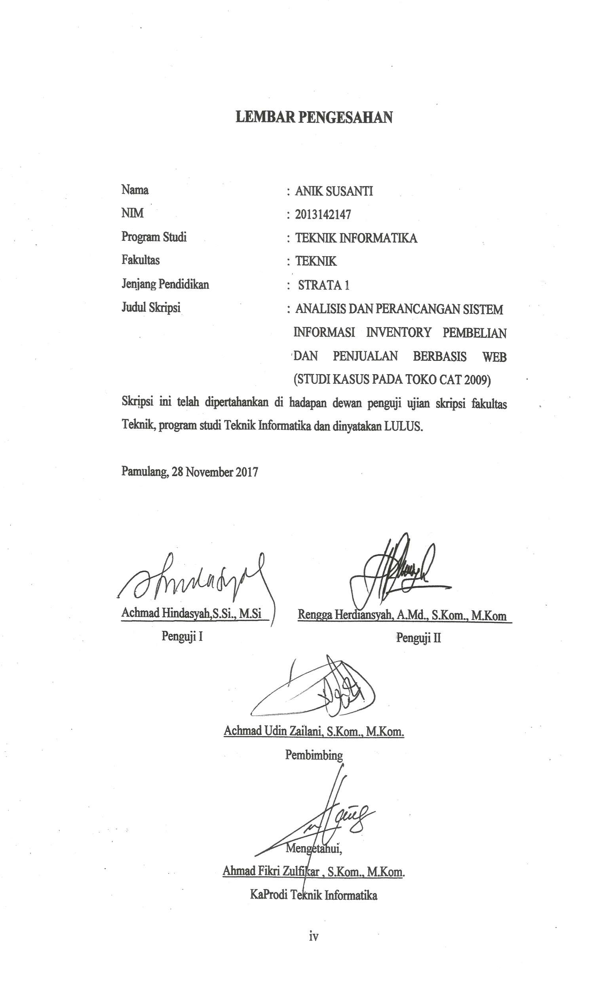 LEMBAR PENGESAHAN
Nama : ANIK SUSANTI
NIM : 2013142147
Program Studi : TEKNIK INFORMATIKA
Fakultas : TEKNIK
Jenjang Pendidikan : STRATA 1
Judul Skripsi : ANALISIS DAN PERANCANGAN SISTEM
INFORMASI INVENTORY PEMBELIAN
DAN PENJUALAN BERBASIS WEB
(STUDI KASUS PADA TOKO CAT 2009)
Skripsi ini telah dipertahankan di hadapan dewan penguji ujian skripsi fakultas
Teknik, program studi Teknik Informatika dan dinyatakan LULUS.
Pamulang, 28 November 2017
Achmad Hindasyah,S.Si., M.Si Rengga Herdiansyah, A.Md., S.Kom., M.Kom
Penguji I Penguji II
Achmad Udin Zailani, S.Kom., M.Kom.
Pembimbing
Mengetahui,
Ahmad Fikri Zulfikar , S.Kom., M.Kom.
KaProdi Teknik Informatika
iv